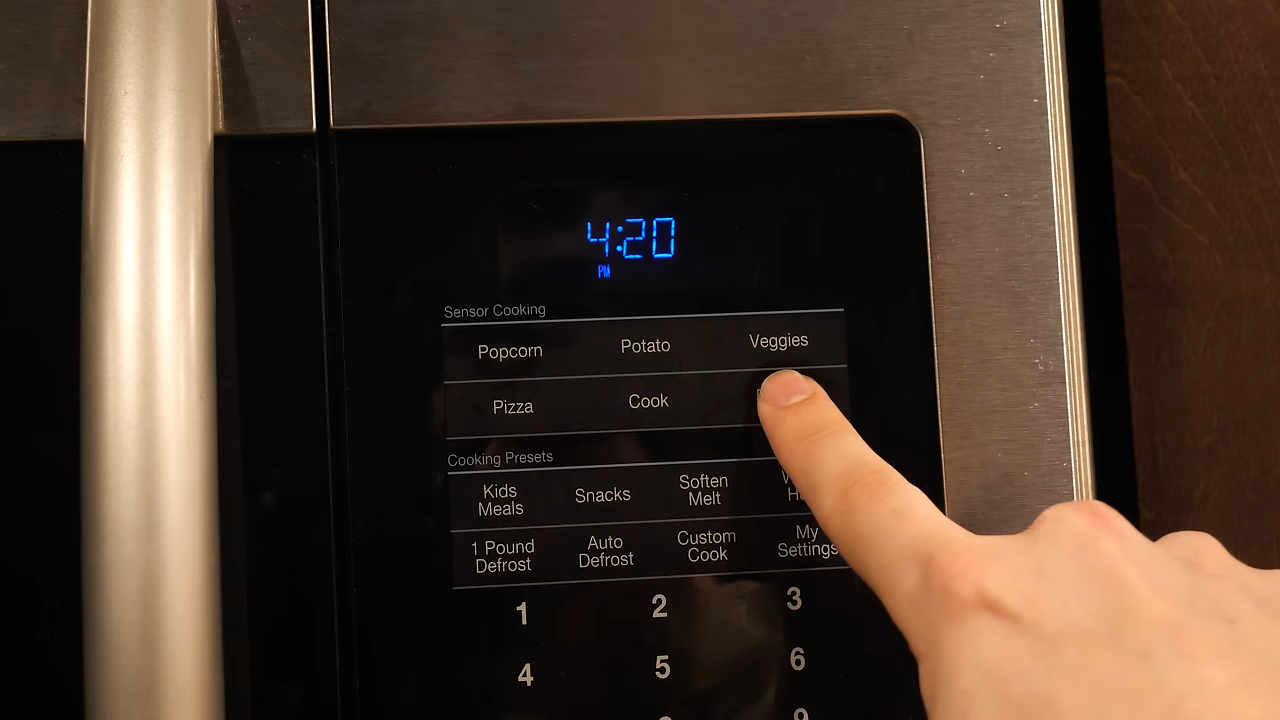 4:20
PM
Sensor Cooking
Popcorn Potato Veggies
Pizza Cook
Cooking Presets
Kids Meals Snacks Soften Melt
1 Pound Defrost Auto Defrost Custom Cook My Settings
1 2 3
4 5 6